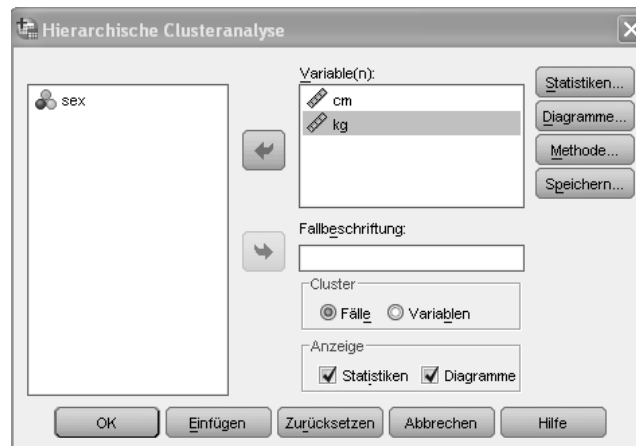 Hierarchische Clusteranalyse
sex
Variable(n):
cm
kg
Statistiken...
Diagramme...
Methode...
Speichern...
Fallbeschriftung:
Cluster
Fälle
Variablen
Anzeige
Statistiken
Diagramme
OK
Einfügen
Zurücksetzen
Abbrechen
Hilfe